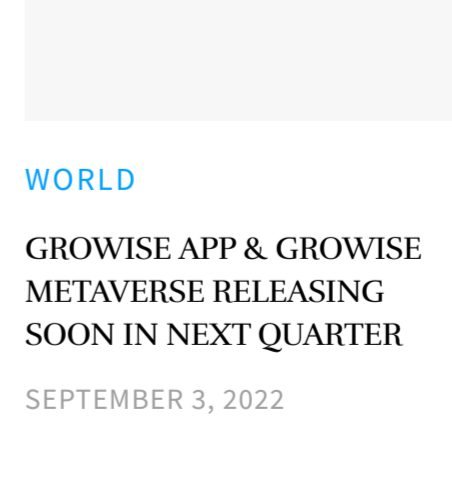 WORLD
GROWISE APP & GROWISE
METAVERSE RELEASING
SOON IN NEXT QUARTER
SEPTEMBER 3, 2022